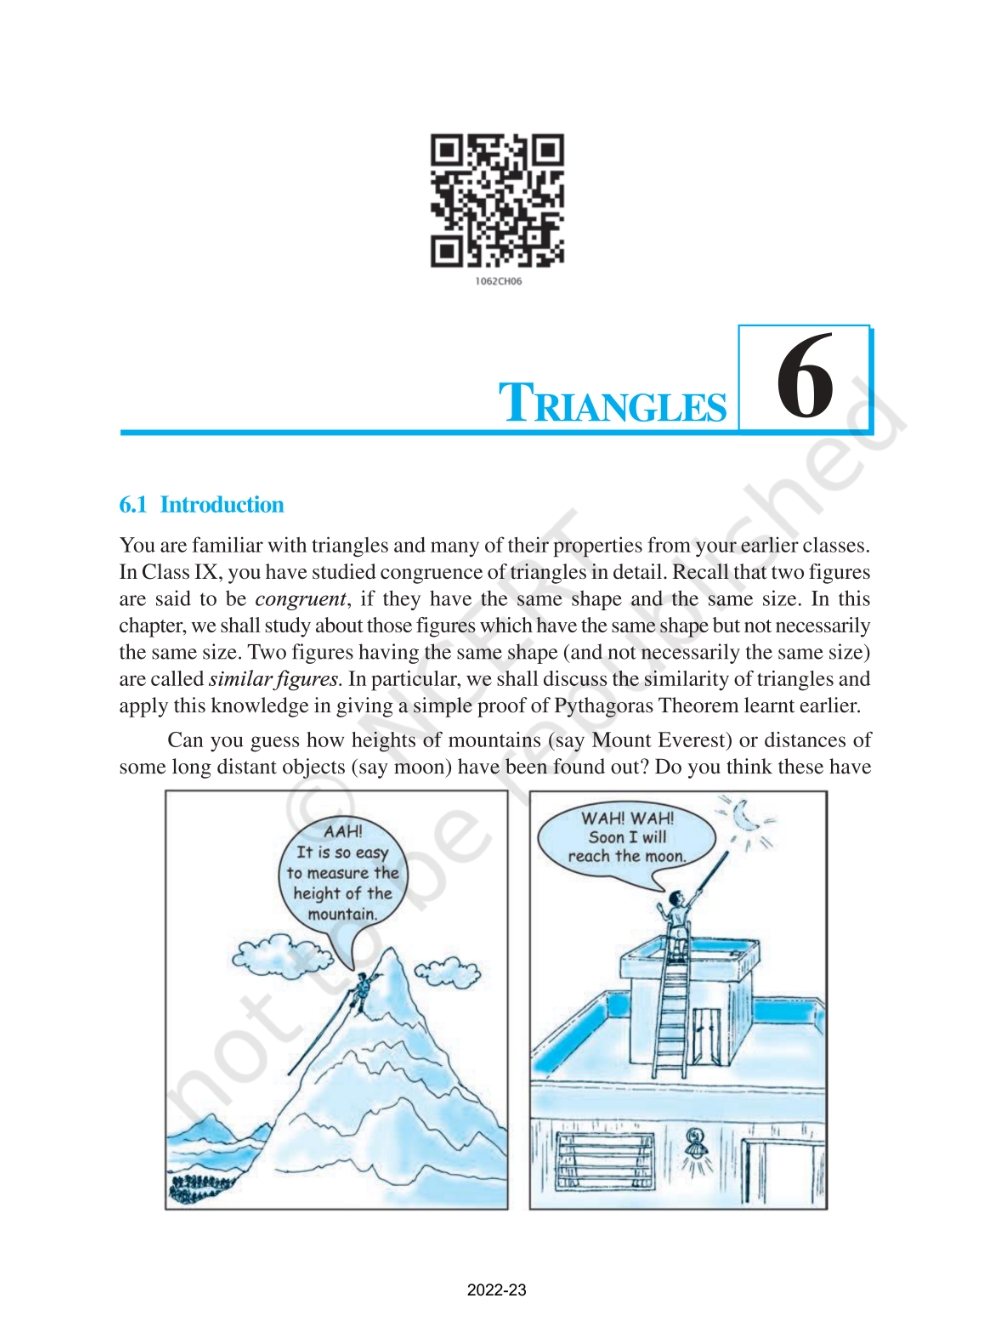 1062CH06
TRIANGLES
6
6.1 Introduction
You are familiar with triangles and many of their properties from your earlier classes.
In Class IX, you have studied congruence of triangles in detail. Recall that two figures
are said to be congruent, if they have the same shape and the same size. In this
chapter, we shall study about those figures which have the same shape but not necessarily
the same size. Two figures having the same shape (and not necessarily the same size)
are called similar figures. In particular, we shall discuss the similarity of triangles and
apply this knowledge in giving a simple proof of Pythagoras Theorem learnt earlier.
Can you guess how heights of mountains (say Mount Everest) or distances of
some long distant objects (say moon) have been found out? Do you think these have
AAH!
It is so easy
to measure the
height of the
mountain.
WAH! WAH!
Soon I will
reach the moon.
© NCERT
not to be republished
2022-23